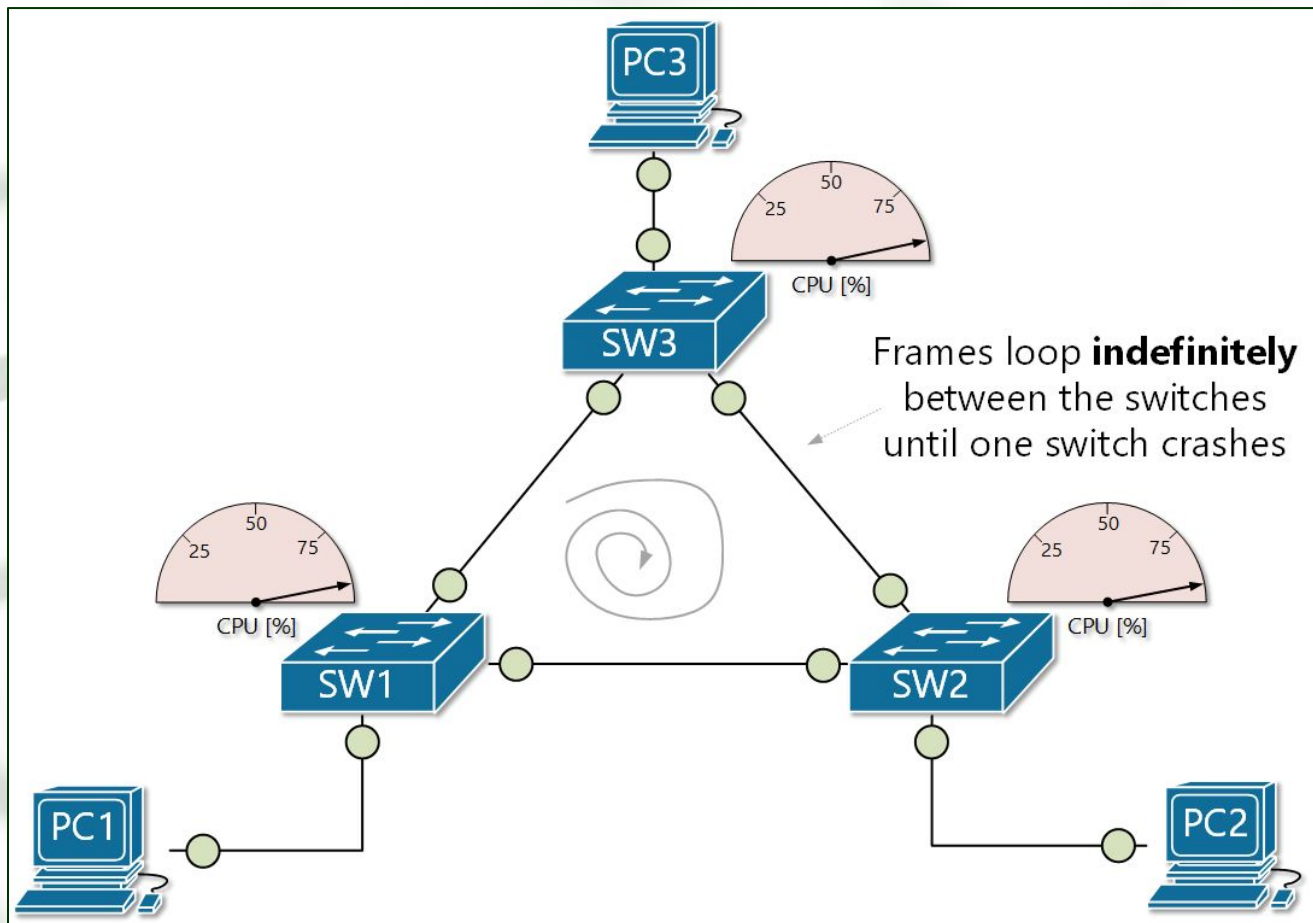 PC3
50
25
75
CPU [%]
SW3
Frames loop indefinitely
between the switches
until one switch crashes
50
25
75
CPU [%]
50
25
75
CPU [%]
SW1
SW2
PC1
PC2